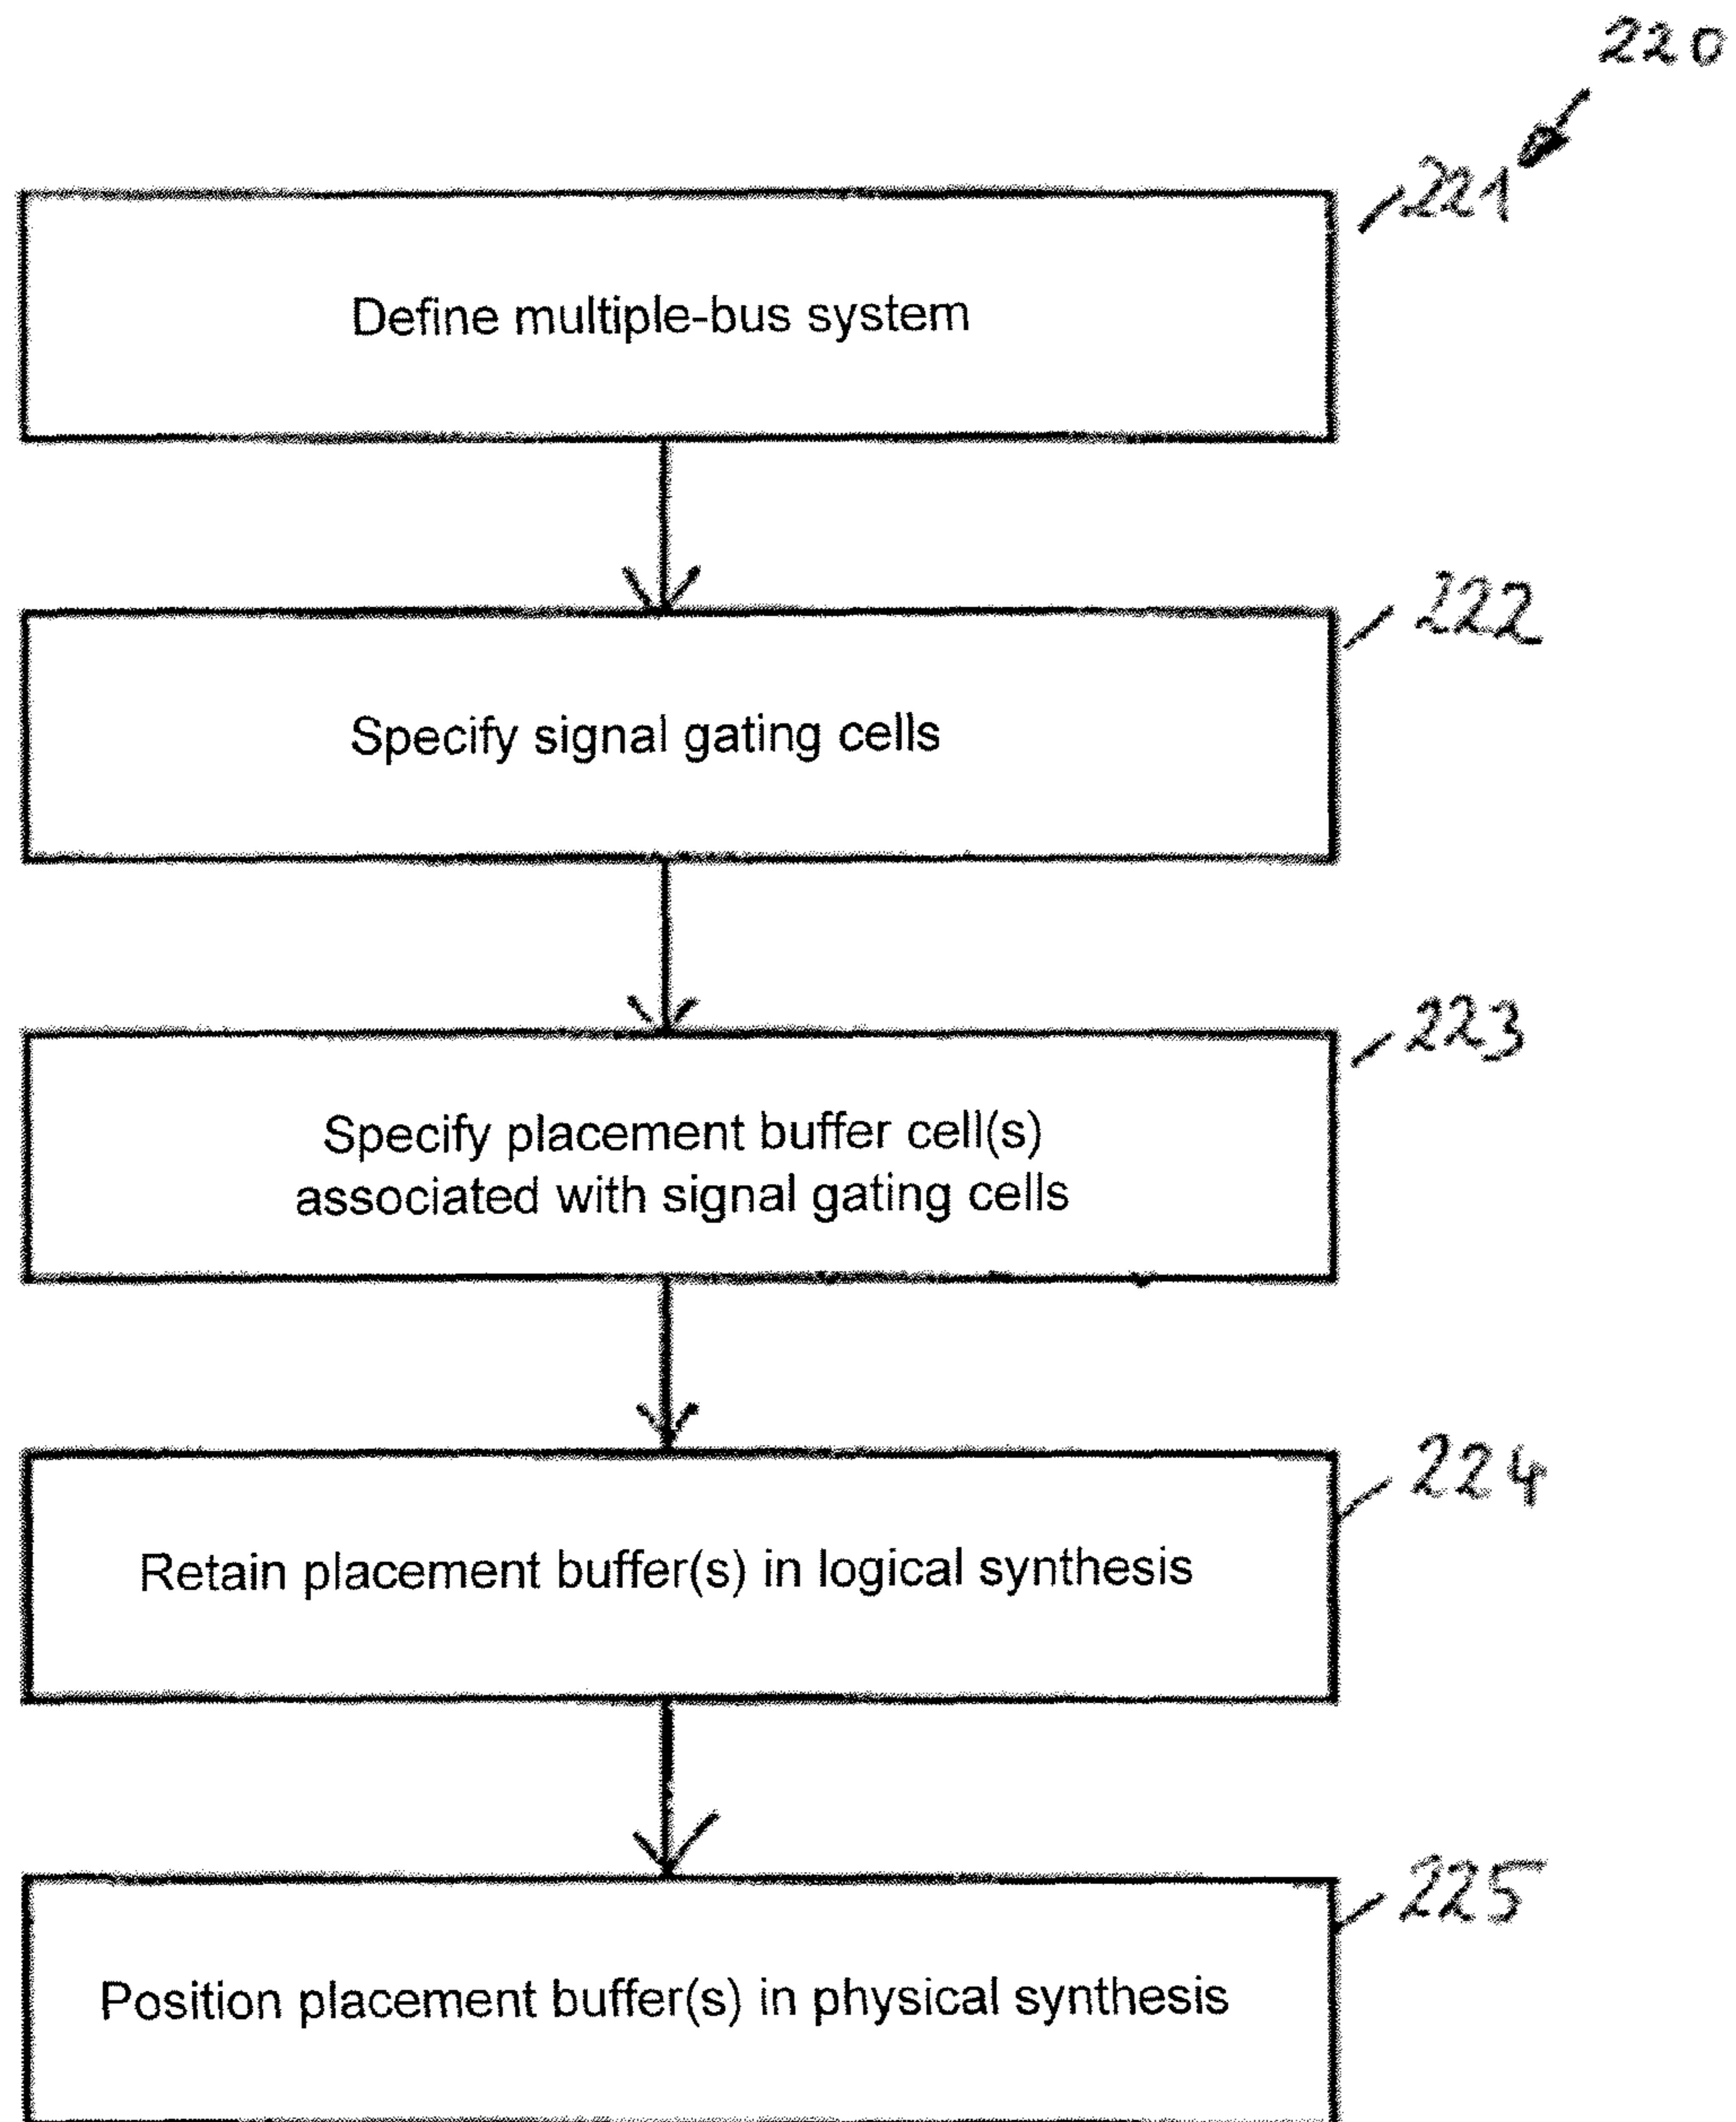 220
221
Define multiple-bus system
222
Specify signal gating cells
223
Specify placement buffer cell(s)
associated with signal gating cells
224
Retain placement buffer(s) in logical synthesis
225
Position placement buffer(s) in physical synthesis